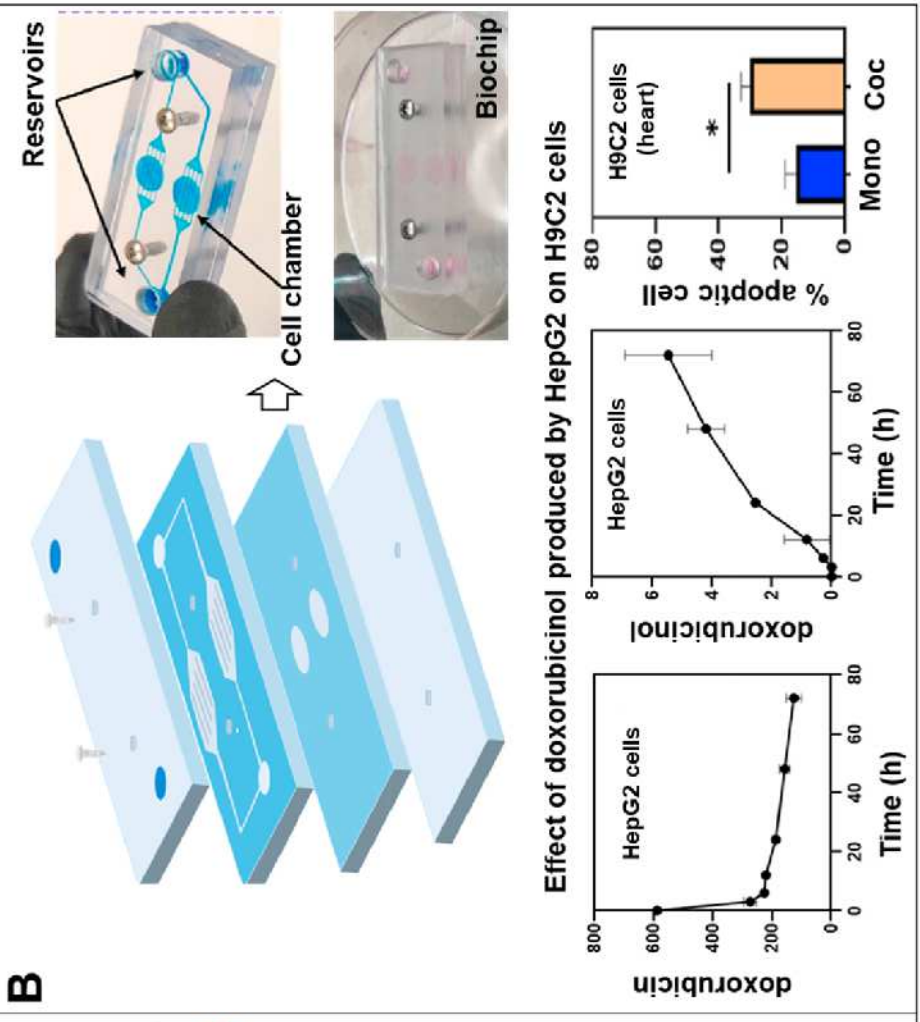 B
Reservoirs
Cell chamber
Biochip
Effect of doxorubicinol produced by HepG2 on H9C2 cells
doxorubicin
800
600
400
200
0
HepG2 cells
0 20 40 60 80
Time (h)
doxorubicinol
8
6
4
2
0
HepG2 cells
0 20 40 60 80
Time (h)
% apoptic cell
80
60
40
20
0
H9C2 cells
(heart)
*
Mono Coc